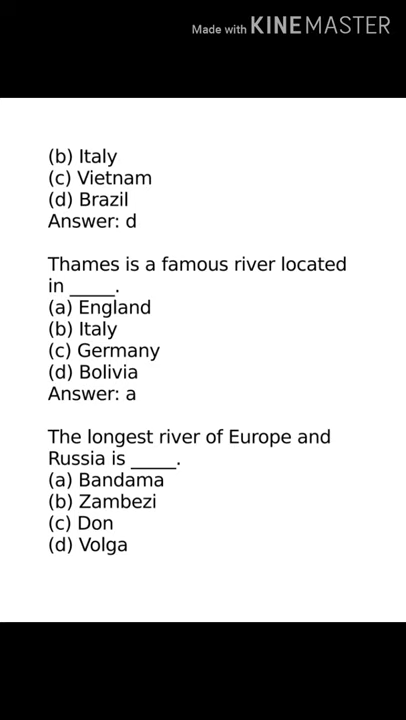 Made with KINEMASTER
(b) Italy
(c) Vietnam
(d) Brazil
Answer: d
Thames is a famous river located
in _____.
(a) England
(b) Italy
(c) Germany
(d) Bolivia
Answer: a
The longest river of Europe and
Russia is _____.
(a) Bandama
(b) Zambezi
(c) Don
(d) Volga